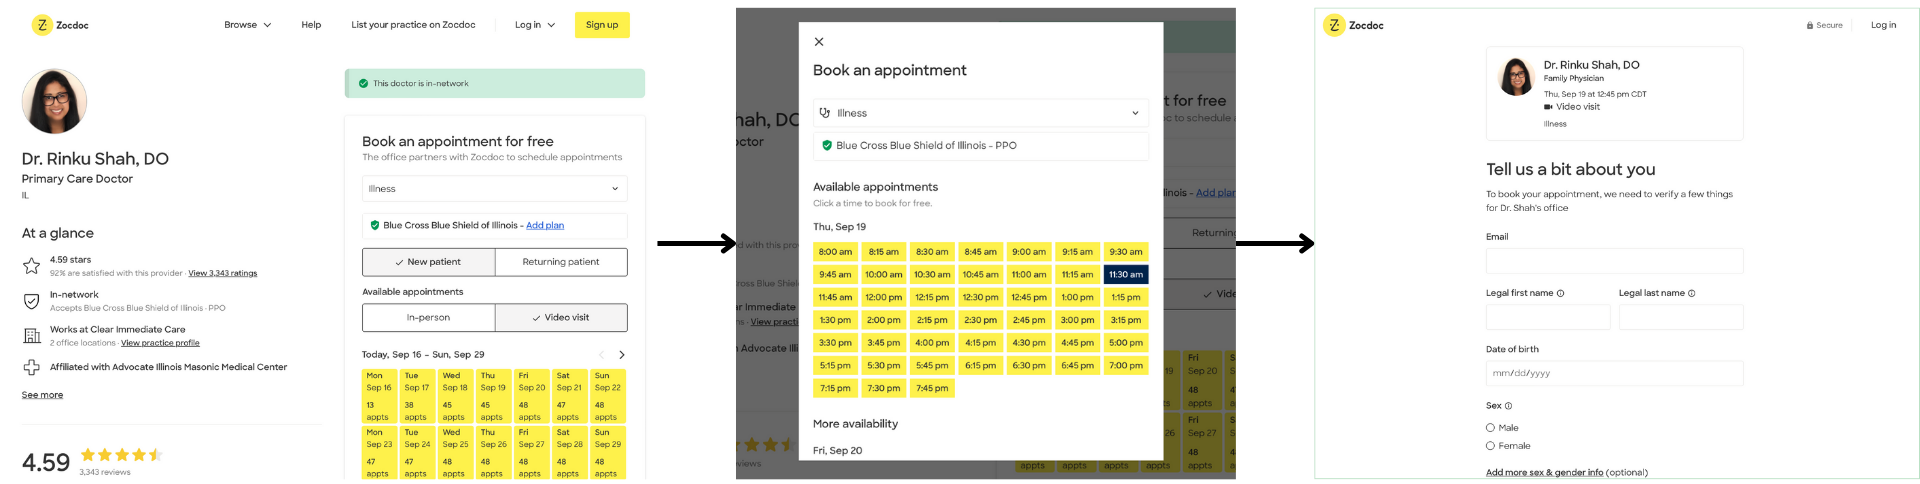 Zocdoc
Browse
Help
List your practice on Zocdoc
Log in
Sign up
Dr. Rinku Shah, DO
Primary Care Doctor
IL
At a glance
4.59 stars
92% are satisfied with this provider · View 3,343 ratings
In-network
Accepts Blue Cross Blue Shield of Illinois · PPO
Works at Clear Immediate Care
2 office locations · View practice profile
Affiliated with Advocate Illinois Masonic Medical Center
See more
4.59
3,343 reviews
This doctor is in-network
Book an appointment for free
The office partners with Zocdoc to schedule appointments
Illness
Blue Cross Blue Shield of Illinois - Add plan
New patient
Returning patient
Available appointments
In-person
Video visit
Today, Sep 16 – Sun, Sep 29
Mon Tue Wed Thu Fri Sat Sun
Sep 16 Sep 17 Sep 18 Sep 19 Sep 20 Sep 21 Sep 22
13 38 45 45 48 47 48
appts appts appts appts appts appts appts
Mon Tue Wed Thu Fri Sat Sun
Sep 23 Sep 24 Sep 25 Sep 26 Sep 27 Sep 28 Sep 29
47 47 48 48 48 48 48
appts appts appts appts appts appts appts
Book an appointment
Illness
Blue Cross Blue Shield of Illinois - PPO
Available appointments
Click a time to book for free.
Thu, Sep 19
8:00 am 8:15 am 8:30 am 8:45 am 9:00 am 9:15 am 9:30 am
9:45 am 10:00 am 10:30 am 10:45 am 11:00 am 11:15 am 11:30 am
11:45 am 12:00 pm 12:15 pm 12:30 pm 12:45 pm 1:00 pm 1:15 pm
1:30 pm 2:00 pm 2:15 pm 2:30 pm 2:45 pm 3:00 pm 3:15 pm
3:30 pm 3:45 pm 4:00 pm 4:15 pm 4:30 pm 4:45 pm 5:00 pm
5:15 pm 5:30 pm 5:45 pm 6:15 pm 6:30 pm 6:45 pm 7:00 pm
7:15 pm 7:30 pm 7:45 pm
More availability
Fri, Sep 20
Zocdoc
Secure
Log in
Dr. Rinku Shah, DO
Family Physician
Thu, Sep 19 at 12:45 pm CDT
Video visit
Illness
Tell us a bit about you
To book your appointment, we need to verify a few things
for Dr. Shah's office
Email
Legal first name
Legal last name
Date of birth
mm/dd/yyyy
Sex
Male
Female
Add more sex & gender info (optional)